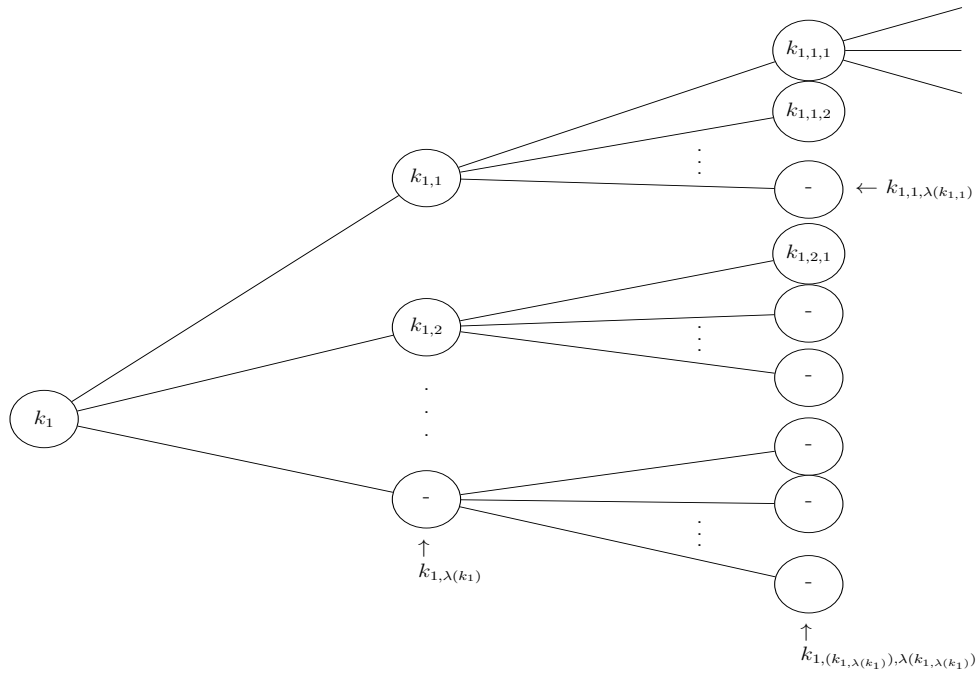 k_{1,1,1}
k_{1,1,2}
k_{1,1}
-
← k_{1,1,λ(k_{1,1})}
k_{1,2,1}
-
k_{1,2}
-
k_1
-
-
-
↑
k_{1,λ(k_1)}
-
↑
k_{1,(k_{1,λ(k_1)}),λ(k_{1,λ(k_1)})}